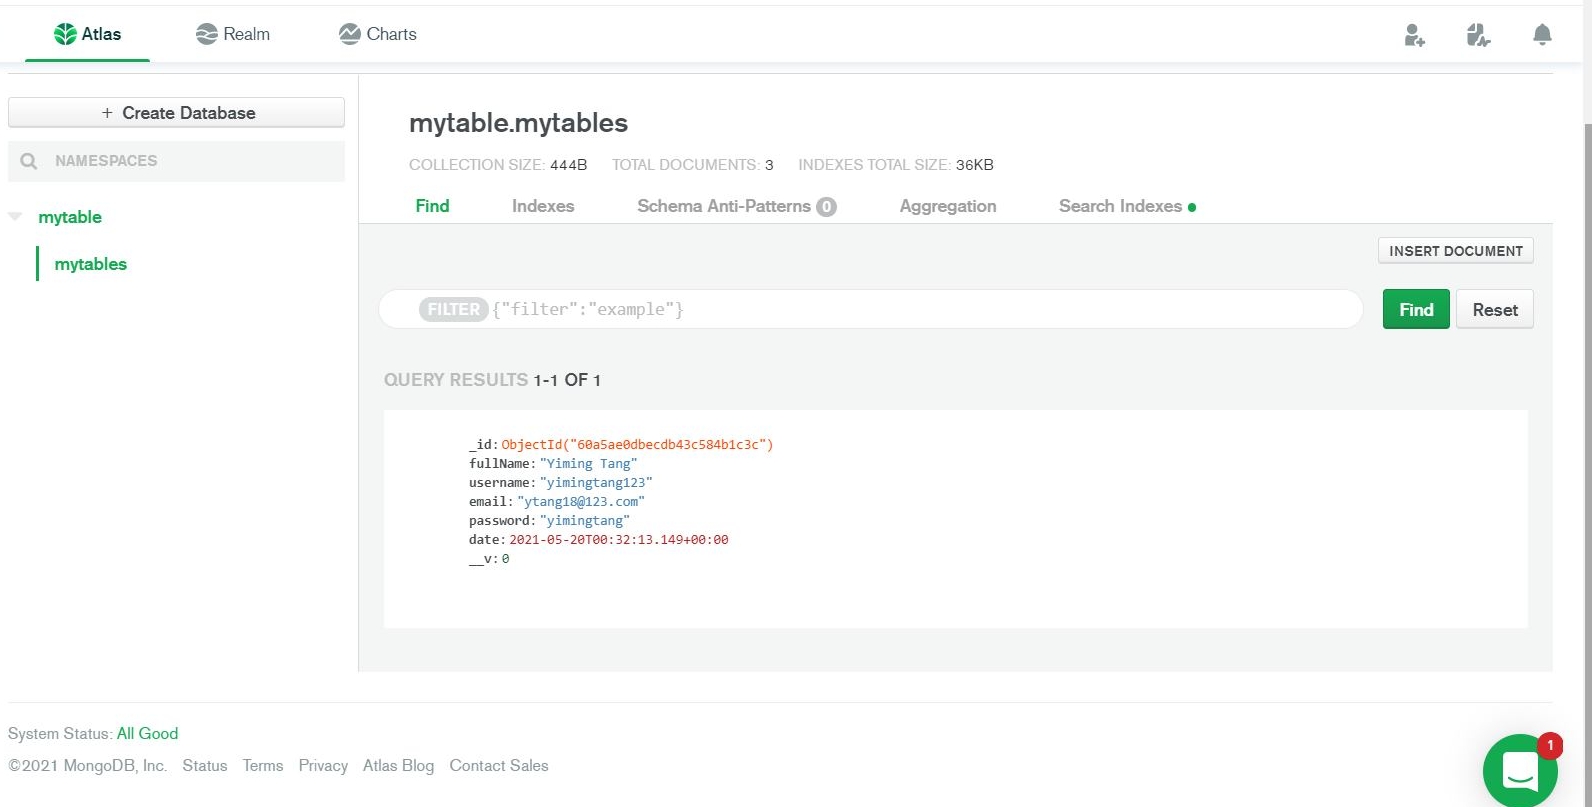 Atlas Realm Charts
+ Create Database
NAMESPACES
mytable
mytables
mytable.mytables
COLLECTION SIZE: 444B TOTAL DOCUMENTS: 3 INDEXES TOTAL SIZE: 36KB
Find Indexes Schema Anti-Patterns 0 Aggregation Search Indexes
INSERT DOCUMENT
FILTER {"filter":"example"} Find Reset
QUERY RESULTS 1-1 OF 1
_id:ObjectId("60a5ae0dbecdb43c584b1c3c")
fullName:"Yiming Tang"
username:"yimingtang123"
email:"ytang18@123.com"
password:"yimingtang"
date:2021-05-20T00:32:13.149+00:00
__v:0
System Status: All Good
©2021 MongoDB, Inc. Status Terms Privacy Atlas Blog Contact Sales
1